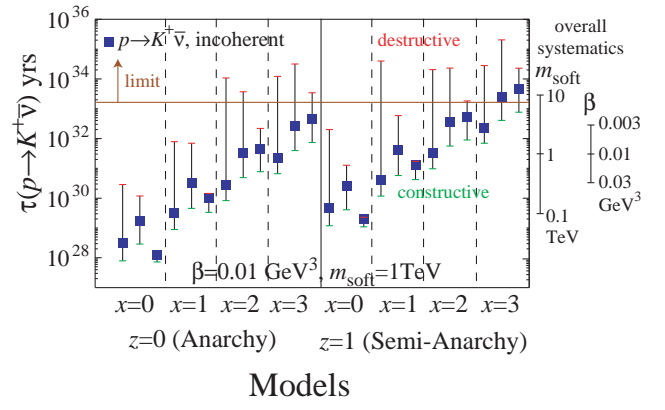 10^36
10^34
10^32
10^30
10^28
τ(p→K⁺ν̄) yrs
p→K⁺ν̄, incoherent
limit
destructive
constructive
β=0.01 GeV³, m_soft=1TeV
overall
systematics
m_soft
10
1
0.1
TeV
β
0.003
0.01
0.03
GeV³
x=0 x=1 x=2 x=3 x=0 x=1 x=2 x=3
z=0 (Anarchy) z=1 (Semi-Anarchy)
Models